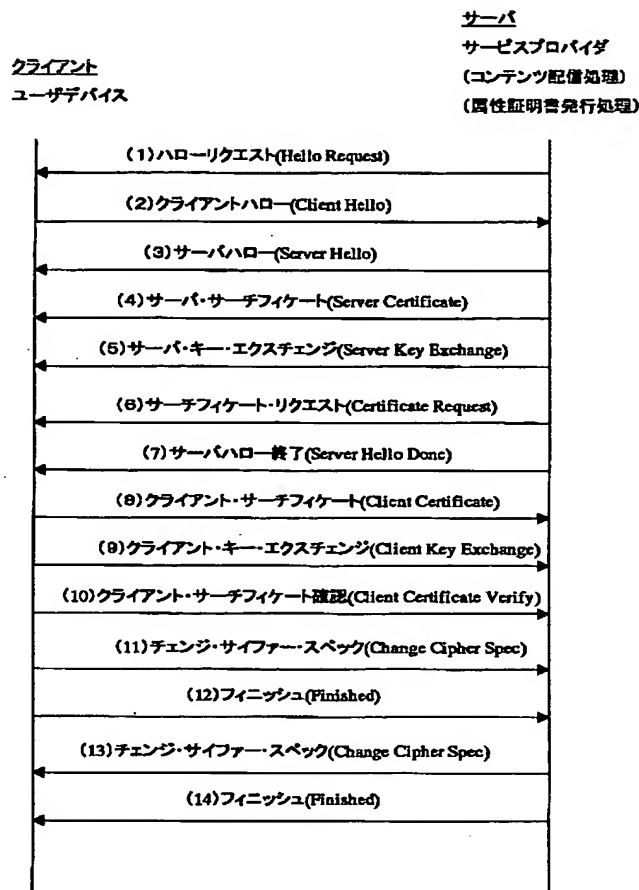 サーバ
サービスプロバイダ
(コンテンツ配信処理)
(属性証明書発行処理)
クライアント
ユーザデバイス
(1)ハローリクエスト(Hello Request)
(2)クライアントハロー(Client Hello)
(3)サーバハロー(Server Hello)
(4)サーバ・サーチフィケート(Server Certificate)
(5)サーバ・キー・エクスチェンジ(Server Key Exchange)
(6)サーチフィケート・リクエスト(Certificate Request)
(7)サーバハロー終了(Server Hello Done)
(8)クライアント・サーチフィケート(Client Certificate)
(9)クライアント・キー・エクスチェンジ(Client Key Exchange)
(10)クライアント・サーチフィケート確認(Client Certificate Verify)
(11)チェンジ・サイファー・スペック(Change Cipher Spec)
(12)フィニッシュ(Finished)
(13)チェンジ・サイファー・スペック(Change Cipher Spec)
(14)フィニッシュ(Finished)